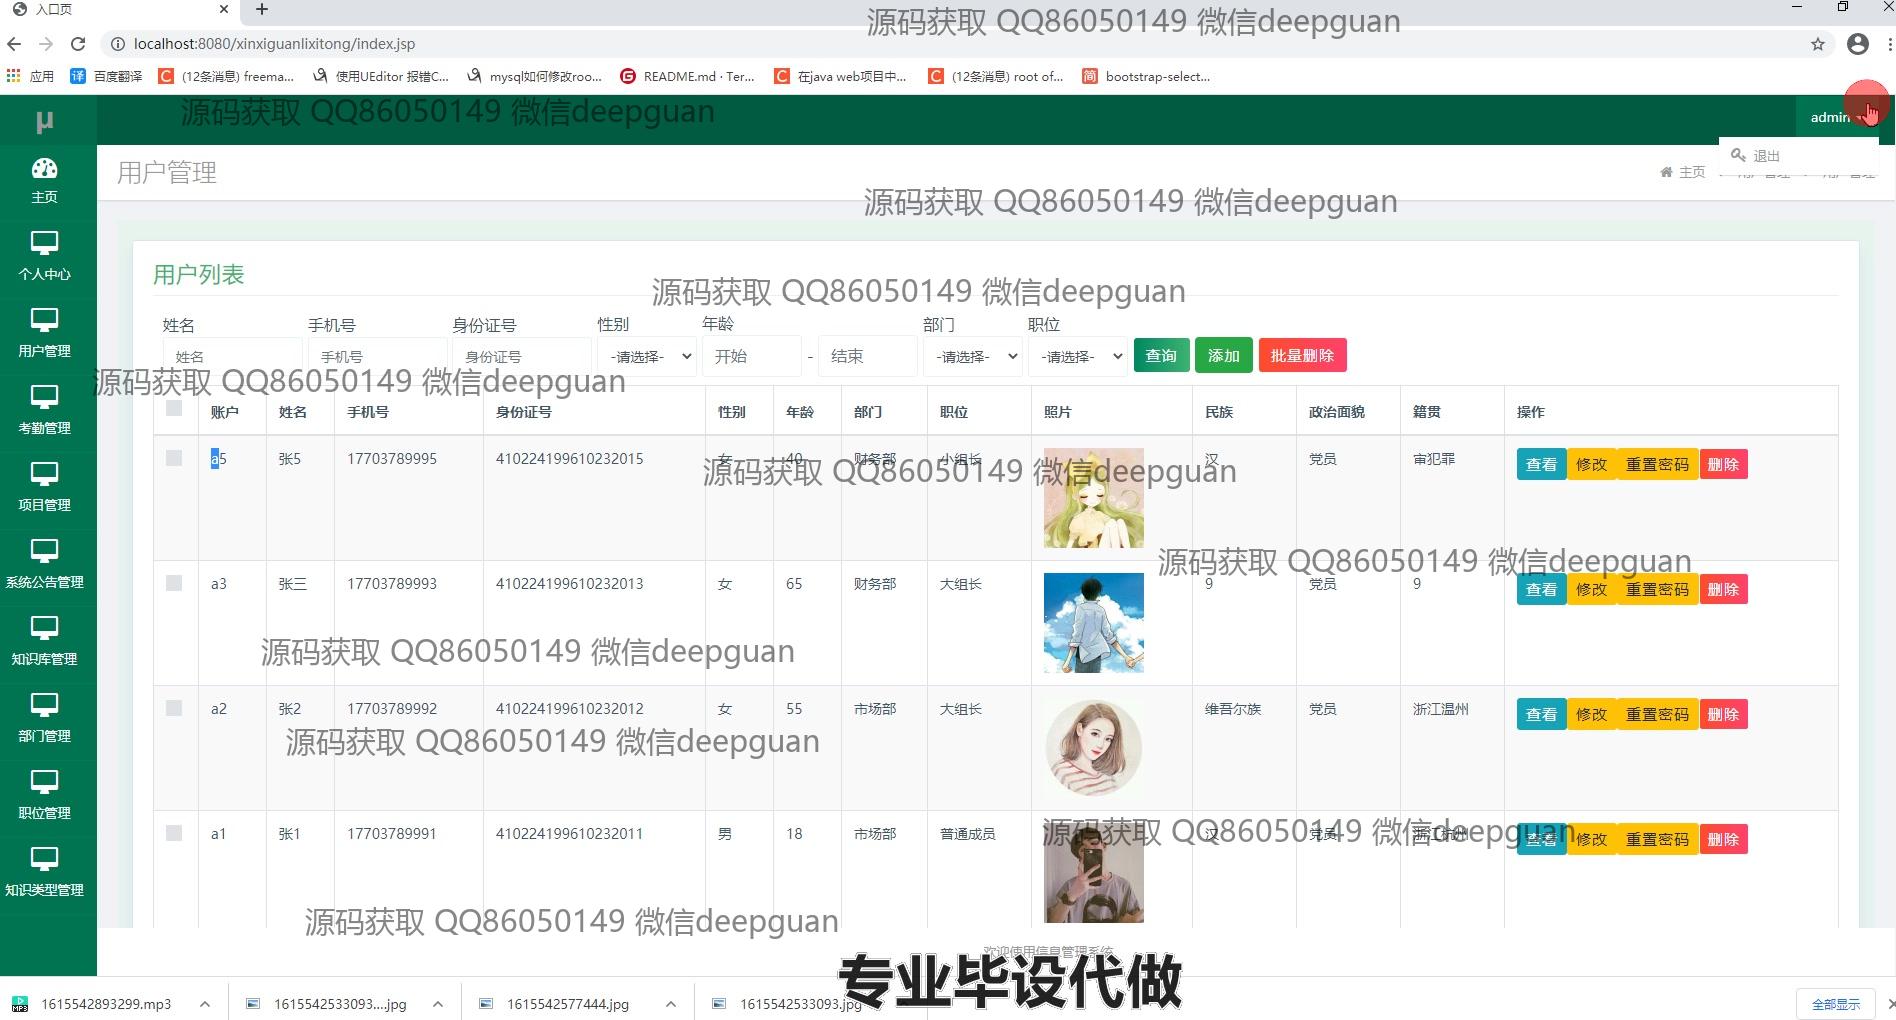 入口页
源码获取 QQ86050149 微信deepguan
localhost:8080/xinxiguanlixitong/index.jsp
应用 百度翻译 (12条消息) freema... 使用UEditor 报错C... mysql如何修改roo... README.md · Ter... 在java web项目中... (12条消息) root of... bootstrap-select...
源码获取 QQ86050149 微信deepguan
μ
admin
退出
用户管理
主页
用户管理
用户管理
源码获取 QQ86050149 微信deepguan
主页
个人中心
用户管理
考勤管理
项目管理
系统公告管理
知识库管理
部门管理
职位管理
知识类型管理
用户列表
源码获取 QQ86050149 微信deepguan
姓名 手机号 身份证号 性别 年龄 部门 职位
姓名 手机号 身份证号 -请选择- 开始 - 结束 -请选择- -请选择- 查询 添加 批量删除
源码获取 QQ86050149 微信deepguan
账户 姓名 手机号 身份证号 性别 年龄 部门 职位 照片 民族 政治面貌 籍贯 操作
a5 张5 17703789995 410224199610232015 女 40 财务部 小组长 汉 党员 审犯罪 查看 修改 重置密码 删除
源码获取 QQ86050149 微信deepguan
源码获取 QQ86050149 微信deepguan
a3 张三 17703789993 410224199610232013 女 65 财务部 大组长 9 党员 9 查看 修改 重置密码 删除
源码获取 QQ86050149 微信deepguan
a2 张2 17703789992 410224199610232012 女 55 市场部 大组长 维吾尔族 党员 浙江温州 查看 修改 重置密码 删除
源码获取 QQ86050149 微信deepguan
a1 张1 17703789991 410224199610232011 男 18 市场部 普通成员 汉 党员 浙江杭州 查看 修改 重置密码 删除
源码获取 QQ86050149 微信deepguan
源码获取 QQ86050149 微信deepguan
欢迎使用信息管理系统
专业毕设代做
1615542893299.mp3 1615542533093....jpg 1615542577444.jpg 1615542533093.jpg 全部显示